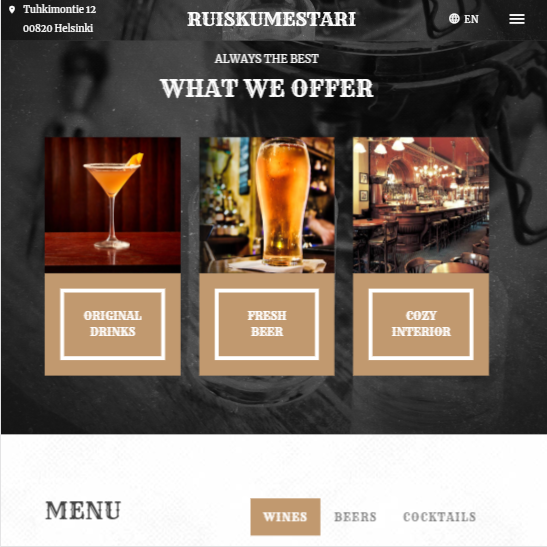 Tuhkimontie 12
00820 Helsinki
RUISKUMESTARI
EN
ALWAYS THE BEST
WHAT WE OFFER
ORIGINAL
DRINKS
FRESH
BEER
COZY
INTERIOR
MENU
WINES
BEERS
COCKTAILS